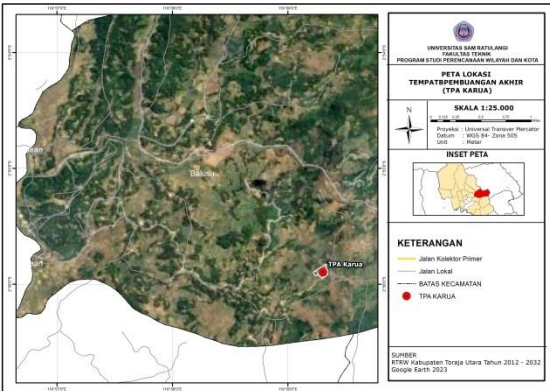 UNIVERSITAS SAM RATULANGI
FAKULTAS TEKNIK
PROGRAM STUDI PERENCANAAN WILAYAH DAN KOTA
PETA LOKASI
TEMPATBPEMBUANGAN AKHIR
(TPA KARUA)
N
SKALA 1:25.000
Proyeksi : Universal Transver Mercator
Datum : WGS 84- Zona 50S
Unit : Meter
INSET PETA
KETERANGAN
Jalan Kolektor Primer
Jalan Lokal
BATAS KECAMATAN
TPA KARUA
SUMBER
RTRW Kabupaten Toraja Utara Tahun 2012 - 2032
Google Earth 2023
Balusu
TPA Karua